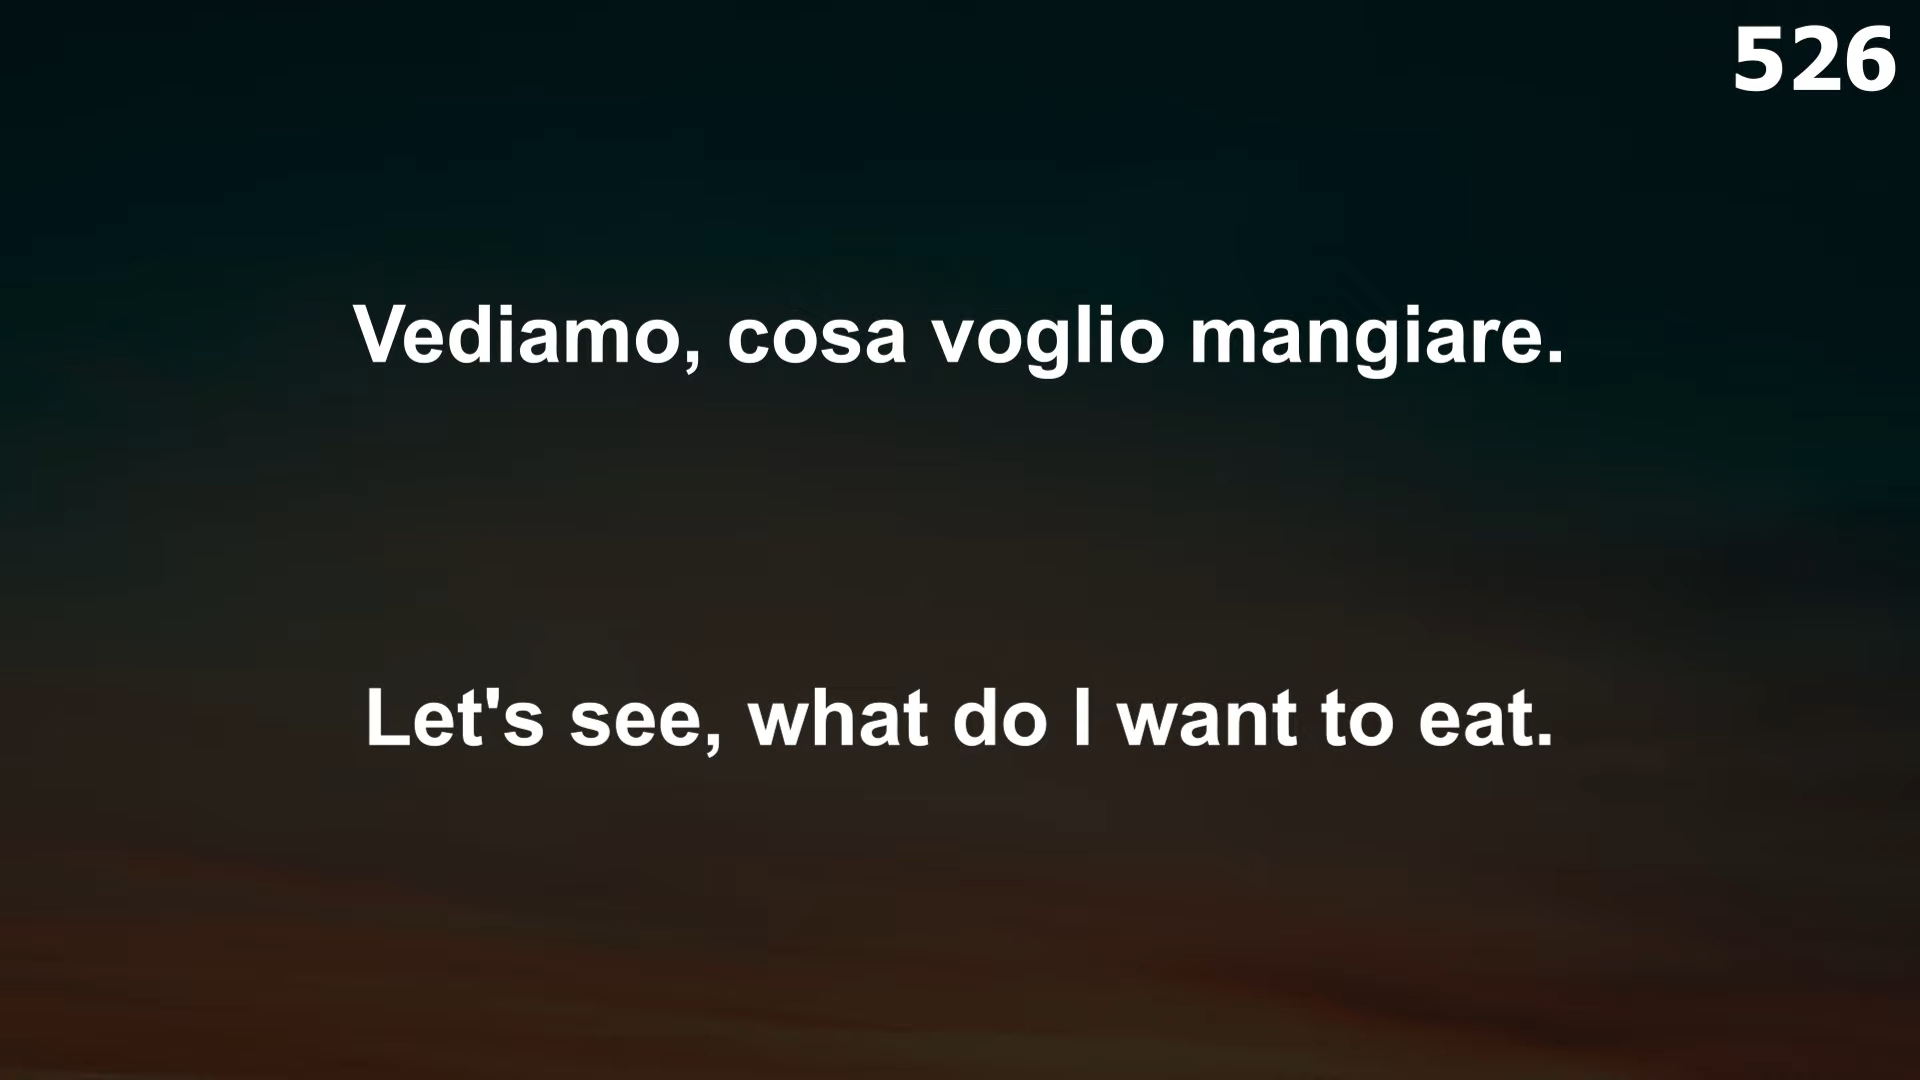 526
Vediamo, cosa voglio mangiare.
Let's see, what do I want to eat.